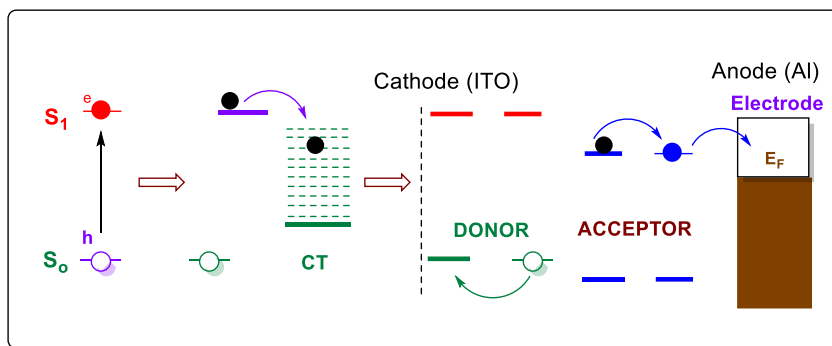 Cathode (ITO)
Anode (Al)
Electrode
e
S1
EF
h
DONOR
ACCEPTOR
So
CT